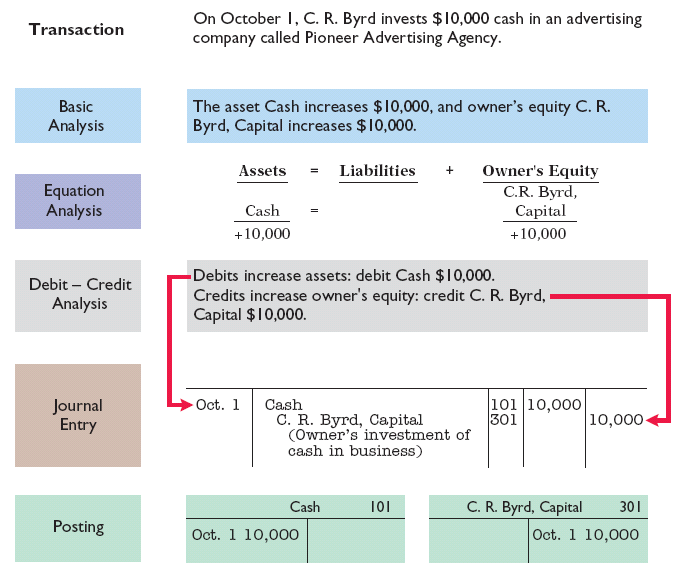 Transaction
On October 1, C. R. Byrd invests $10,000 cash in an advertising
company called Pioneer Advertising Agency.
Basic
Analysis
The asset Cash increases $10,000, and owner's equity C. R.
Byrd, Capital increases $10,000.
Equation
Analysis
Assets = Liabilities + Owner's Equity
C.R. Byrd,
Cash = Capital
+10,000 +10,000
Debit – Credit
Analysis
Debits increase assets: debit Cash $10,000.
Credits increase owner's equity: credit C. R. Byrd,
Capital $10,000.
Journal
Entry
Oct. 1 Cash 101 10,000
C. R. Byrd, Capital 301 10,000
(Owner's investment of
cash in business)
Posting
Cash 101
Oct. 1 10,000
C. R. Byrd, Capital 301
Oct. 1 10,000